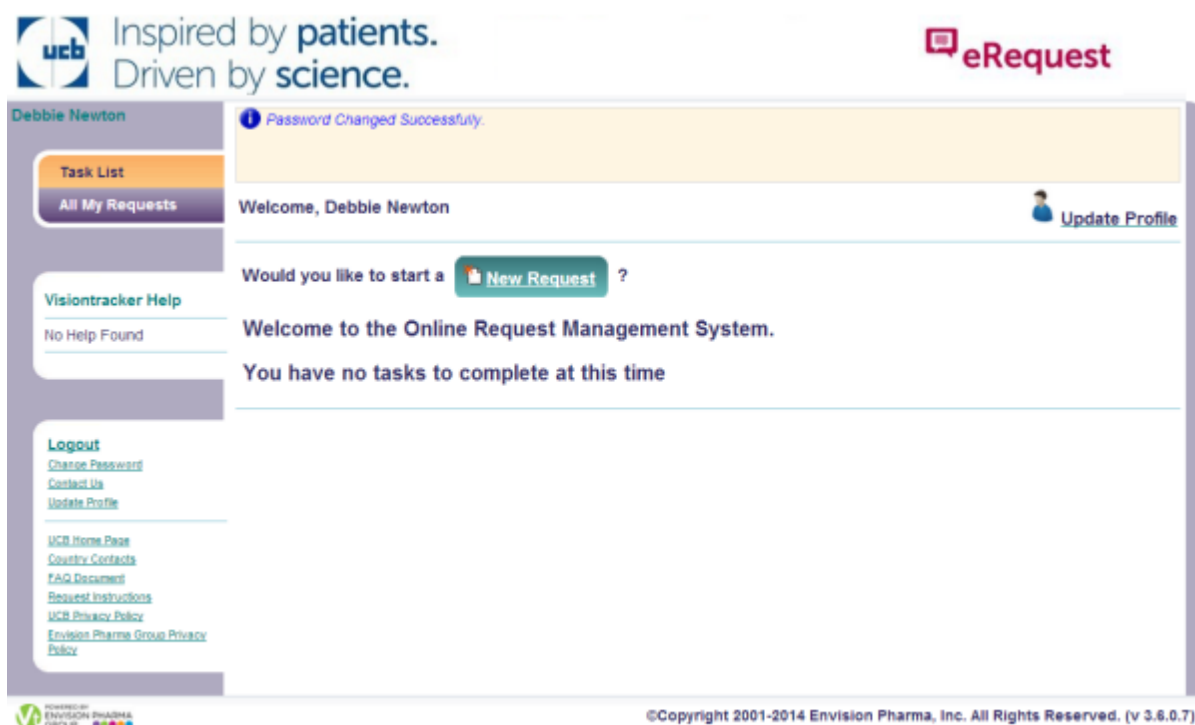 ucb
Inspired by patients.
Driven by science.
eRequest
Debbie Newton
Password Changed Successfully.
Task List
All My Requests
Welcome, Debbie Newton
Update Profile
Would you like to start a New Request ?
Visiontracker Help
No Help Found
Welcome to the Online Request Management System.
You have no tasks to complete at this time
Logout
Change Password
Contact Us
Update Profile
UCB Home Page
Country Contacts
FAQ Document
Request Instructions
UCB Privacy Policy
Envision Pharma Group Privacy
Policy
POWERED BY
ENVISION PHARMA
GROUP
©Copyright 2001-2014 Envision Pharma, Inc. All Rights Reserved. (v 3.6.0.7)